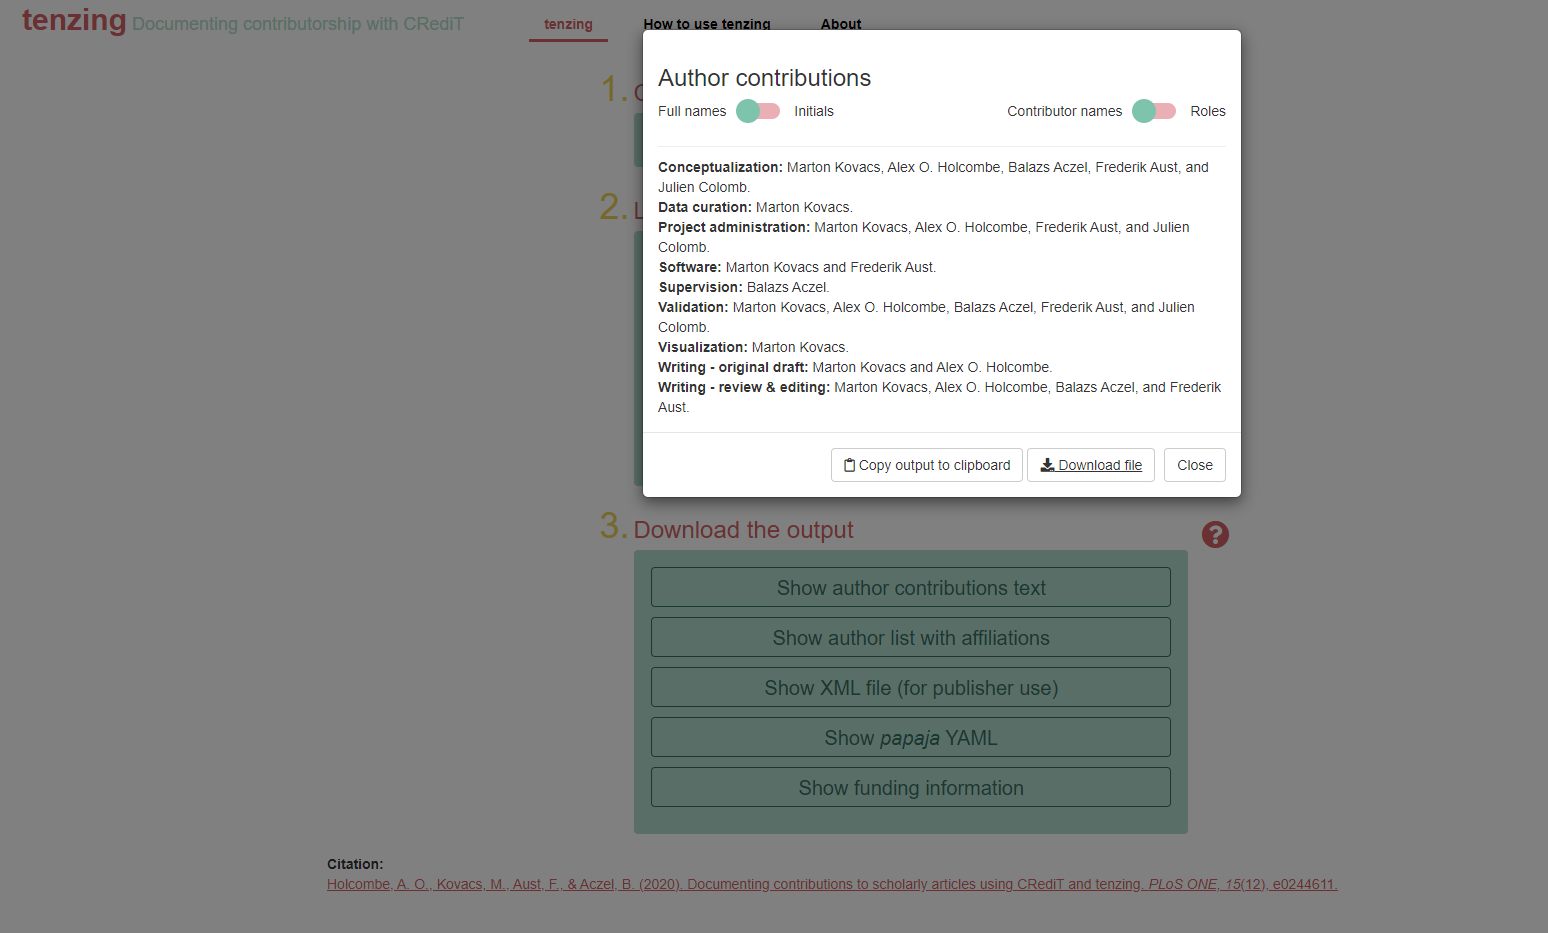 tenzing Documenting contributorship with CRediT
tenzing
How to use tenzing
About
Author contributions
Full names
Initials
Contributor names
Roles
Conceptualization: Marton Kovacs, Alex O. Holcombe, Balazs Aczel, Frederik Aust, and
Julien Colomb.
Data curation: Marton Kovacs.
Project administration: Marton Kovacs, Alex O. Holcombe, Frederik Aust, and Julien
Colomb.
Software: Marton Kovacs and Frederik Aust.
Supervision: Balazs Aczel.
Validation: Marton Kovacs, Alex O. Holcombe, Balazs Aczel, Frederik Aust, and Julien
Colomb.
Visualization: Marton Kovacs.
Writing - original draft: Marton Kovacs and Alex O. Holcombe.
Writing - review & editing: Marton Kovacs, Alex O. Holcombe, Balazs Aczel, and Frederik
Aust.
Copy output to clipboard
Download file
Close
1.
2. L
3. Download the output
?
Show author contributions text
Show author list with affiliations
Show XML file (for publisher use)
Show papaja YAML
Show funding information
Citation:
Holcombe, A. O., Kovacs, M., Aust, F., & Aczel, B. (2020). Documenting contributions to scholarly articles using CRediT and tenzing. PLoS ONE, 15(12), e0244611.